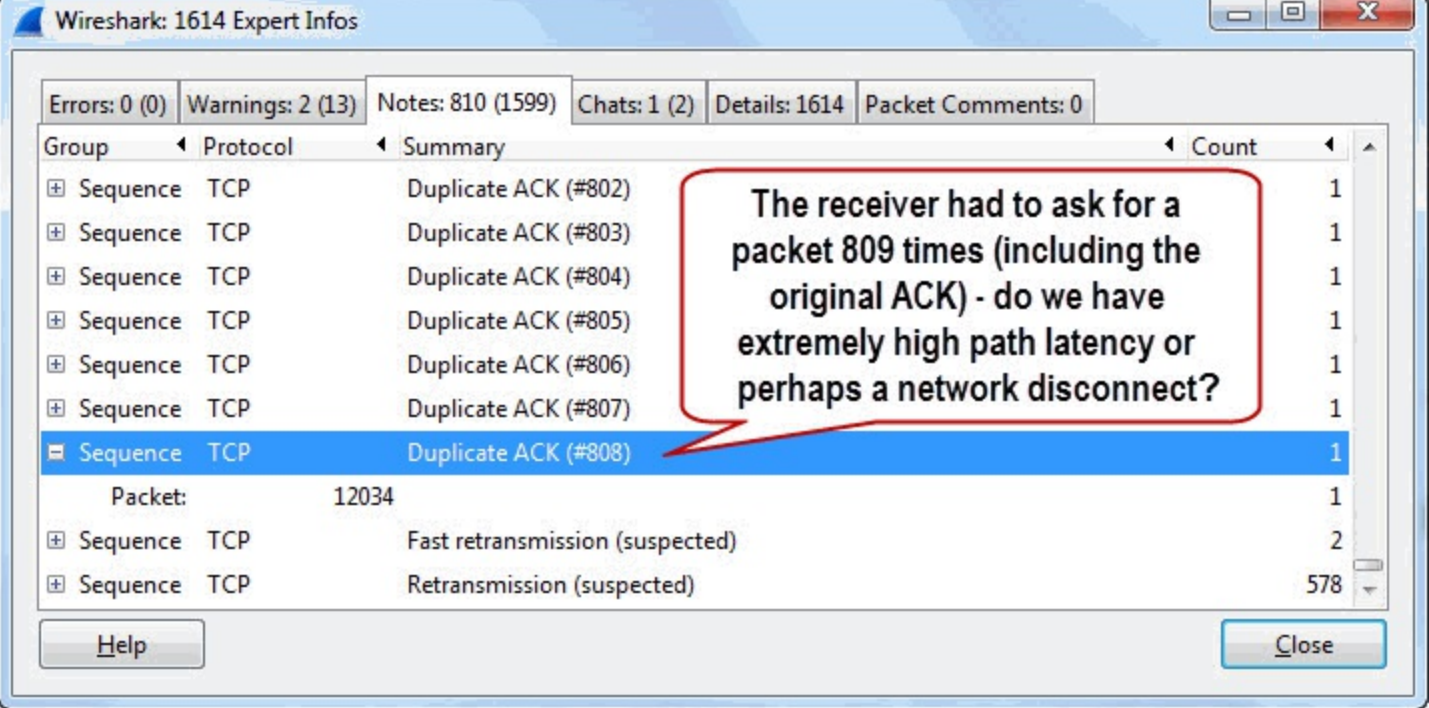 Wireshark: 1614 Expert Infos
Errors: 0 (0) Warnings: 2 (13) Notes: 810 (1599) Chats: 1 (2) Details: 1614 Packet Comments: 0
Group Protocol Summary Count
Sequence TCP Duplicate ACK (#802) 1
Sequence TCP Duplicate ACK (#803) 1
Sequence TCP Duplicate ACK (#804) 1
Sequence TCP Duplicate ACK (#805) 1
Sequence TCP Duplicate ACK (#806) 1
Sequence TCP Duplicate ACK (#807) 1
Sequence TCP Duplicate ACK (#808) 1
Packet: 12034 1
Sequence TCP Fast retransmission (suspected) 2
Sequence TCP Retransmission (suspected) 578
The receiver had to ask for a
packet 809 times (including the
original ACK) - do we have
extremely high path latency or
perhaps a network disconnect?
Help Close